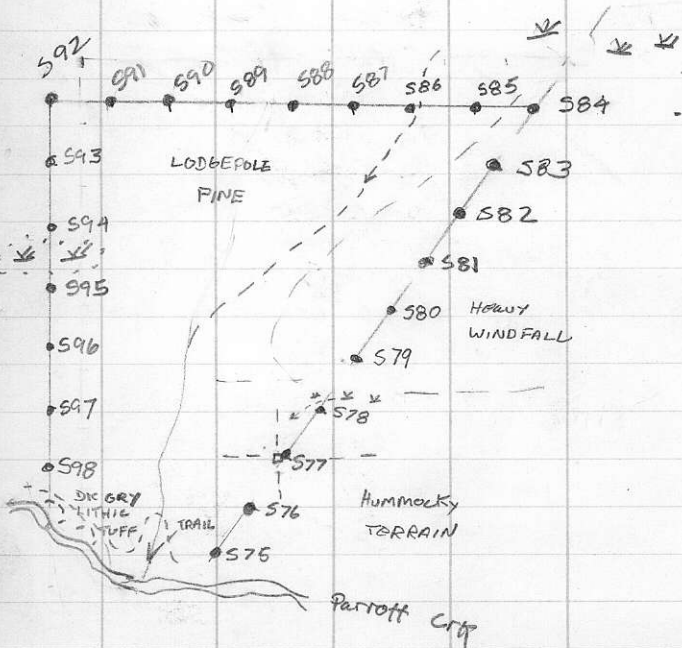 S92
S91
S90
S89
S88
S87
S86
S85
S84
S93
LODGEPOLE
PINE
S83
S82
S94
S81
S95
S80
HEAVY
WINDFALL
S96
S79
S97
S78
S98
S77
DK GRY
LITHIC
TUFF
TRAIL
S76
HUMMOCKY
TERRAIN
S75
Parrott